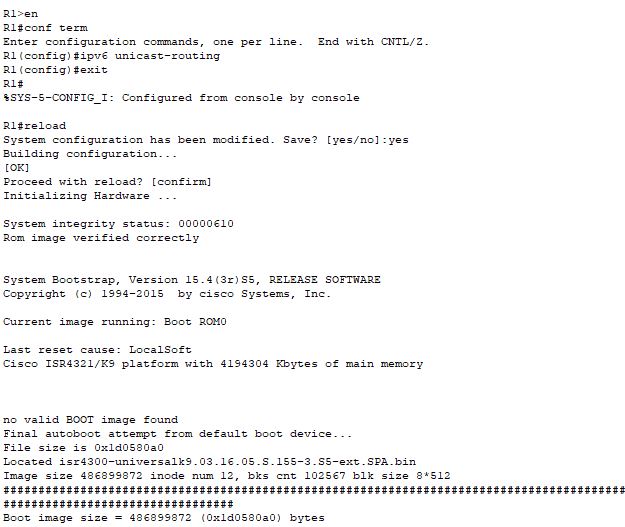 R1>en
R1#conf term
Enter configuration commands, one per line.  End with CNTL/Z.
R1(config)#ipv6 unicast-routing
R1(config)#exit
R1#
%SYS-5-CONFIG_I: Configured from console by console
R1#reload
System configuration has been modified. Save? [yes/no]:yes
Building configuration...
[OK]
Proceed with reload? [confirm]
Initializing Hardware ...
System integrity status: 00000610
Rom image verified correctly
System Bootstrap, Version 15.4(3r)S5, RELEASE SOFTWARE
Copyright (c) 1994-2015  by cisco Systems, Inc.
Current image running: Boot ROM0
Last reset cause: LocalSoft
Cisco ISR4321/K9 platform with 4194304 Kbytes of main memory
no valid BOOT image found
Final autoboot attempt from default boot device...
File size is 0x1d0580a0
Located isr4300-universalk9.03.16.05.S.155-3.S5-ext.SPA.bin
Image size 486899872 inode num 12, bks cnt 102567 blk size 8*512
#########################################################################################
#################################
Boot image size = 486899872 (0x1d0580a0) bytes